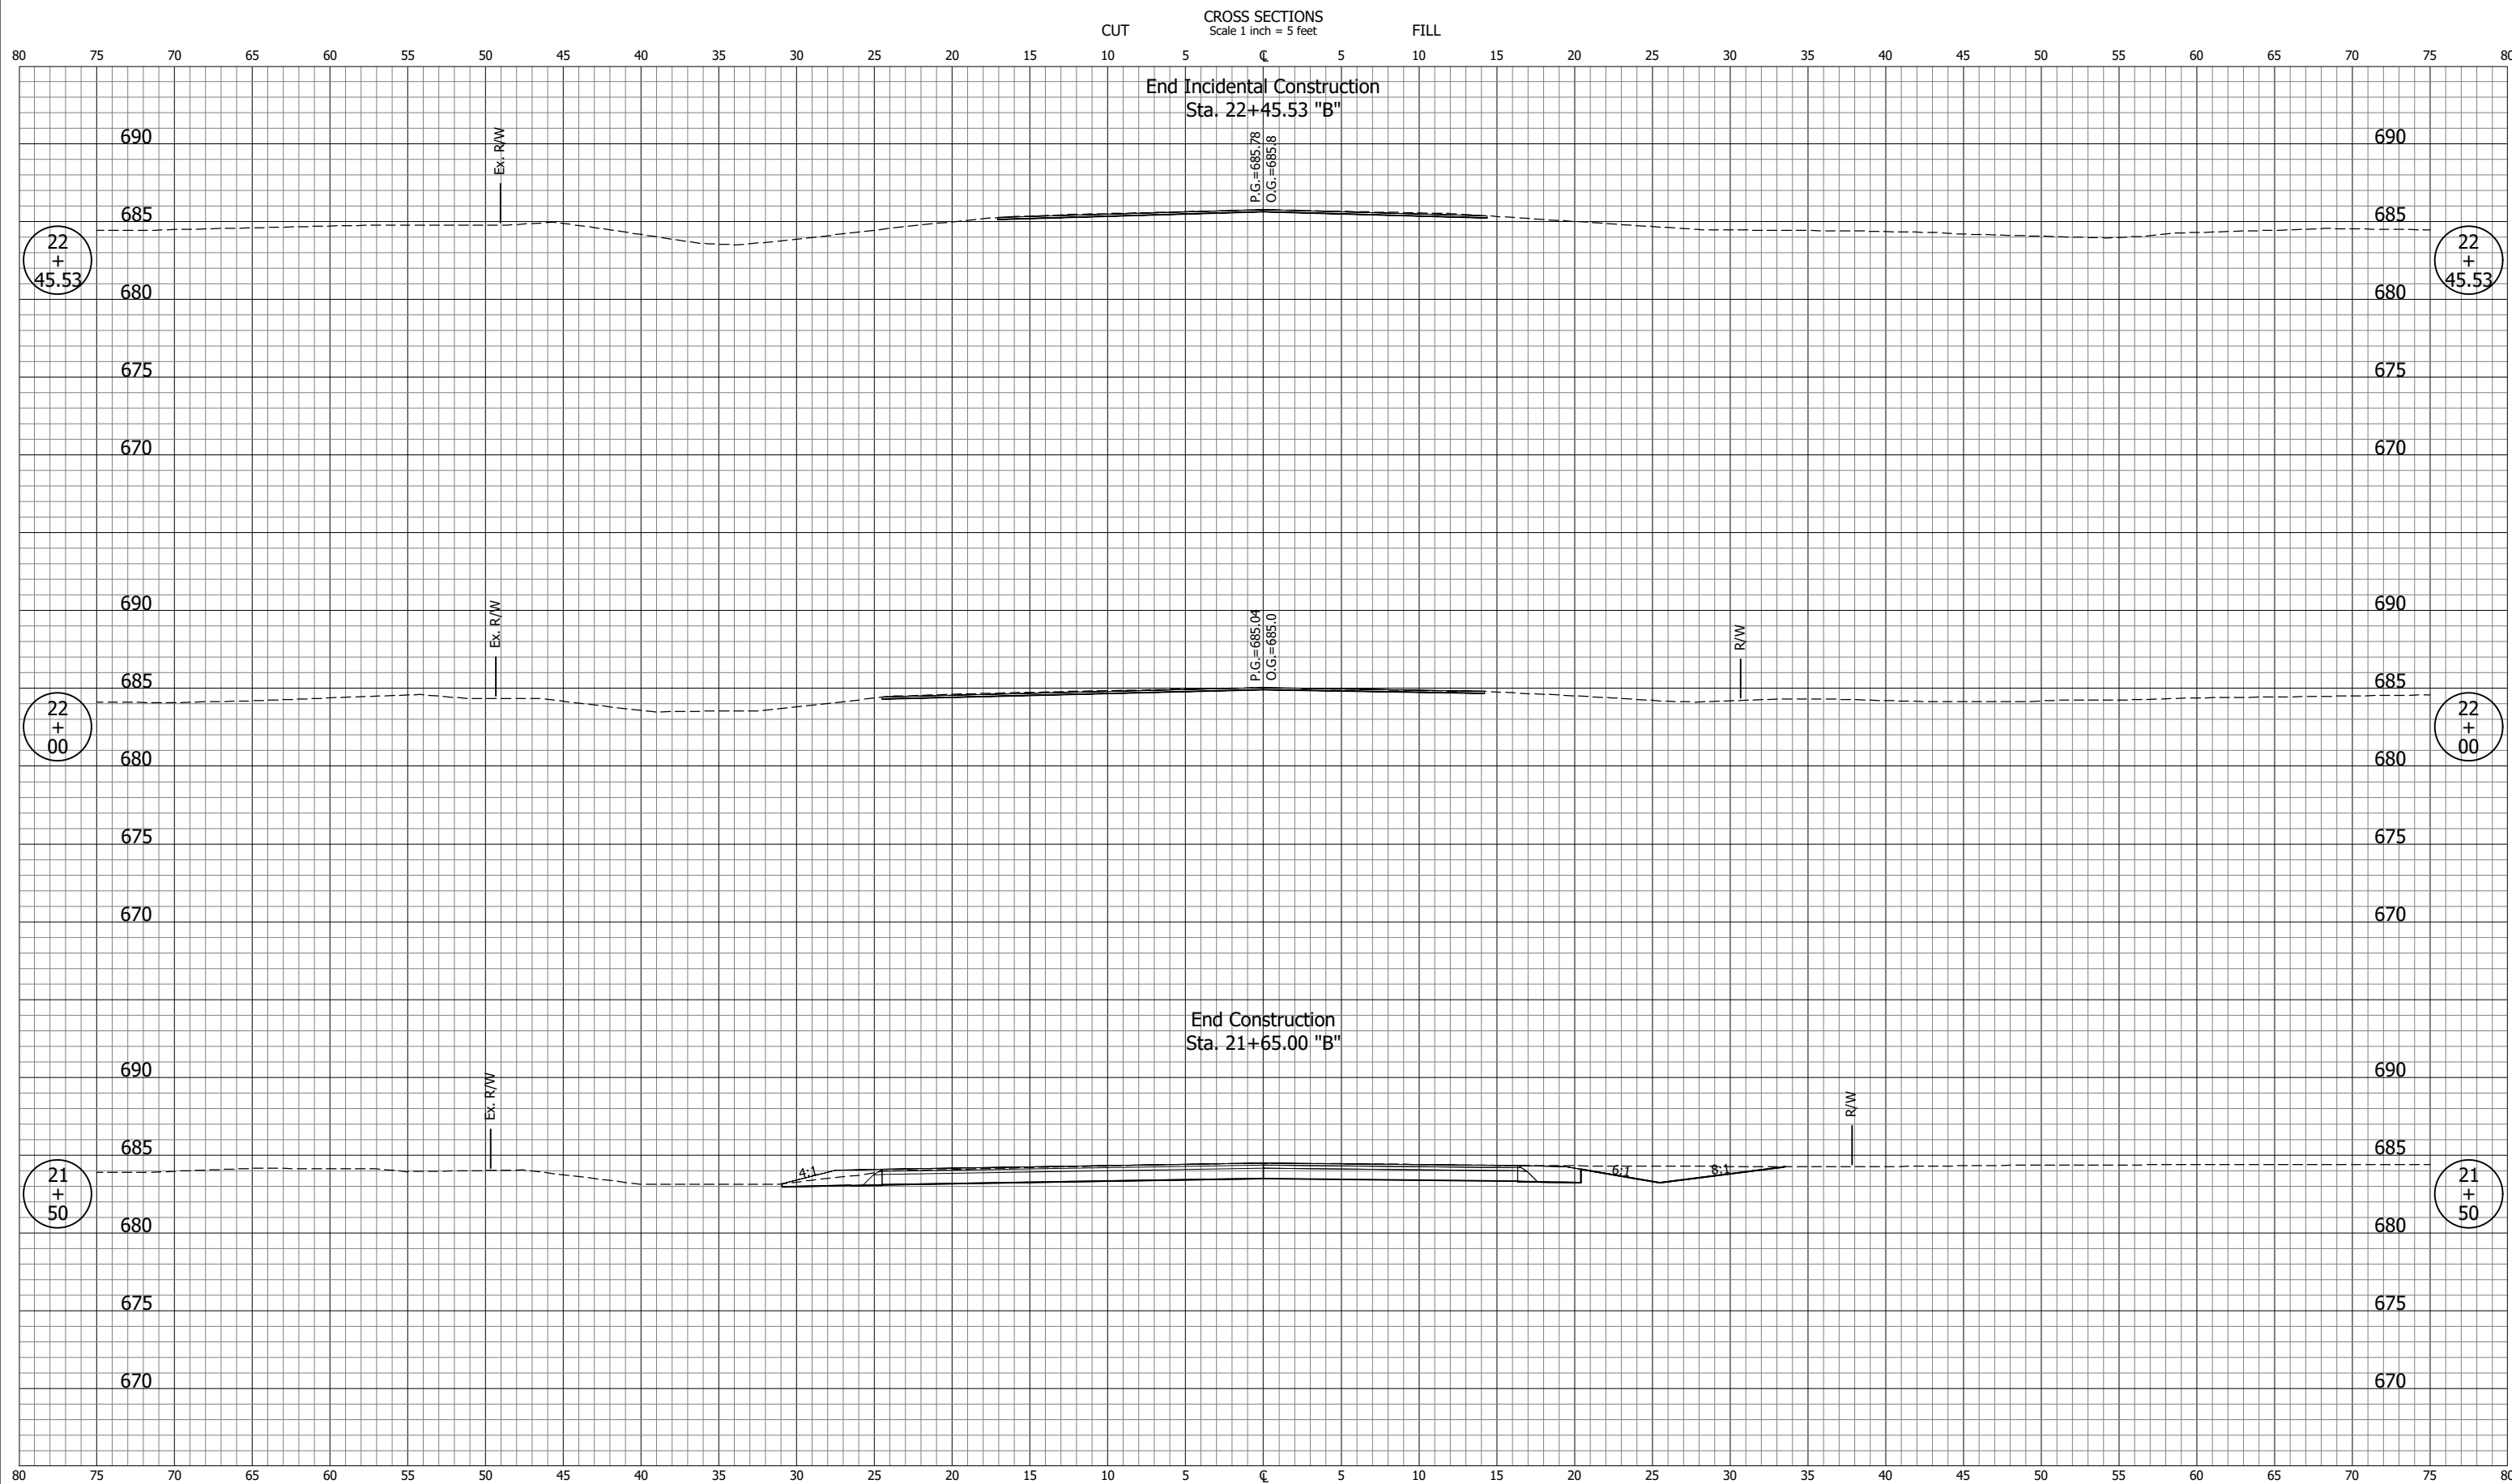 CROSS SECTIONS
CUT Scale 1 inch = 5 feet FILL
80 75 70 65 60 55 50 45 40 35 30 25 20 15 10 5 ℄ 5 10 15 20 25 30 35 40 45 50 55 60 65 70 75 80
End Incidental Construction
Sta. 22+45.53 "B"
690 690
Ex. R/W
P.G.=685.78
O.G.=685.8
685 685
22
+
45.53
22
+
45.53
680 680
675 675
670 670
690 690
Ex. R/W
P.G.=685.04
O.G.=685.0
R/W
685 685
22
+
00
22
+
00
680 680
675 675
670 670
End Construction
Sta. 21+65.00 "B"
690 690
Ex. R/W
R/W
685 685
4:1 6:1 8:1
21
+
50
21
+
50
680 680
675 675
670 670
80 75 70 65 60 55 50 45 40 35 30 25 20 15 10 5 ℄ 5 10 15 20 25 30 35 40 45 50 55 60 65 70 75 80